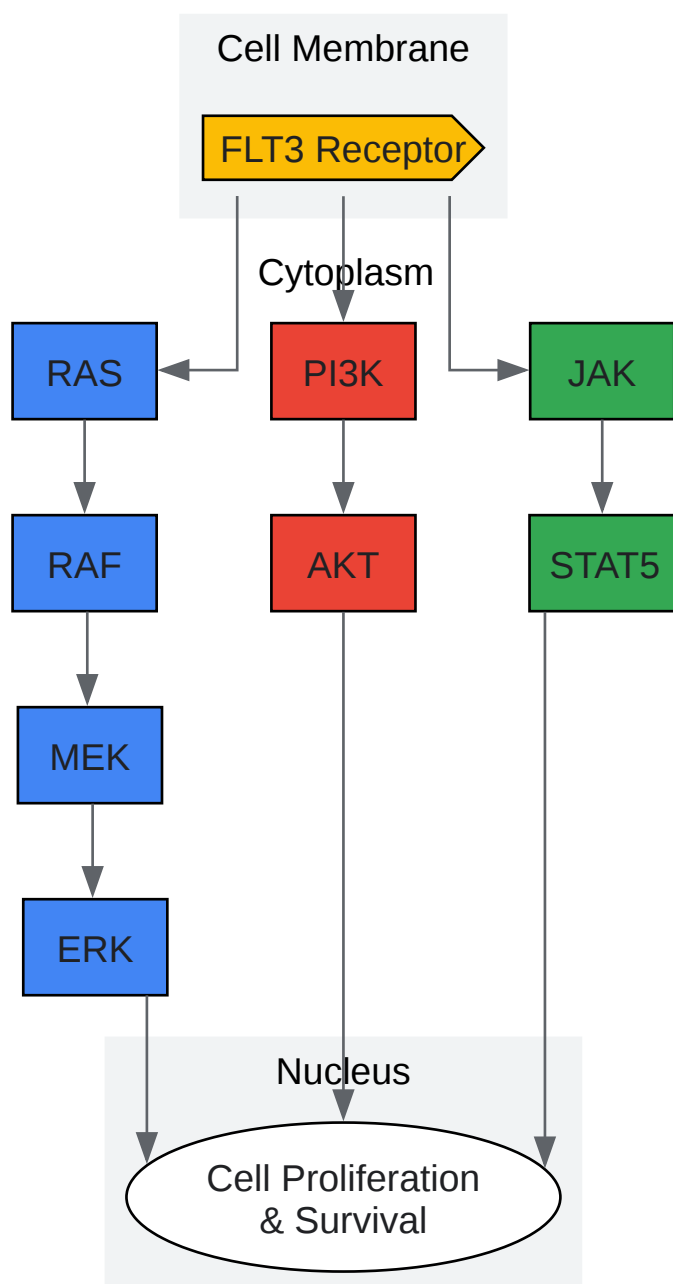 Cell Membrane
FLT3 Receptor
Cytoplasm
RAS
PI3K
JAK
RAF
AKT
STAT5
MEK
ERK
Nucleus
Cell Proliferation
& Survival